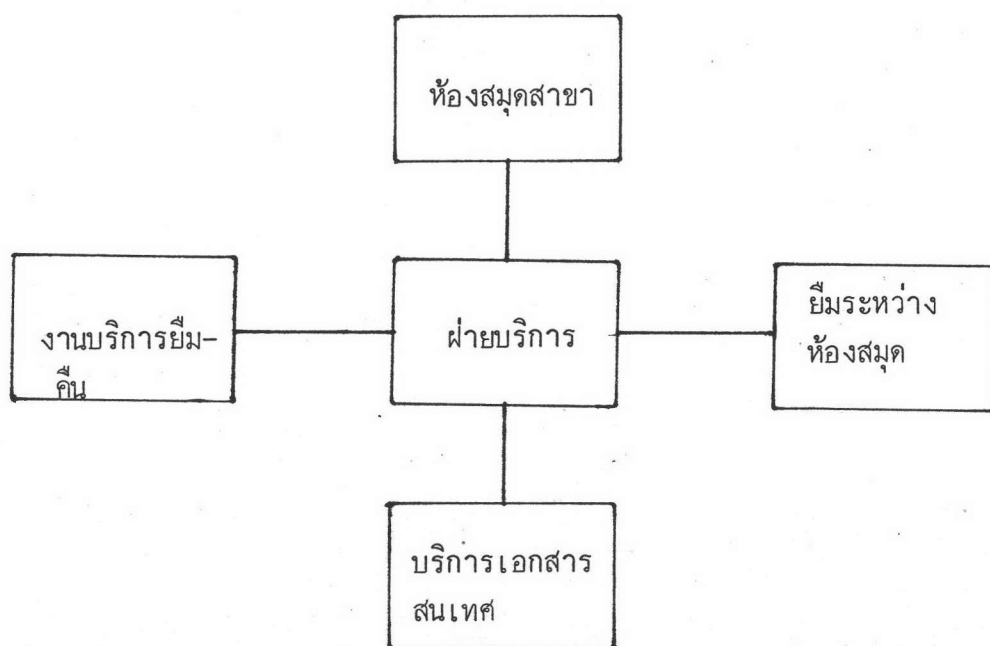 ห้องสมุดสาขา
งานบริการยืม-
คืน
ฝ่ายบริการ
ยืมระหว่าง
ห้องสมุด
บริการเอกสาร
สนเทศ